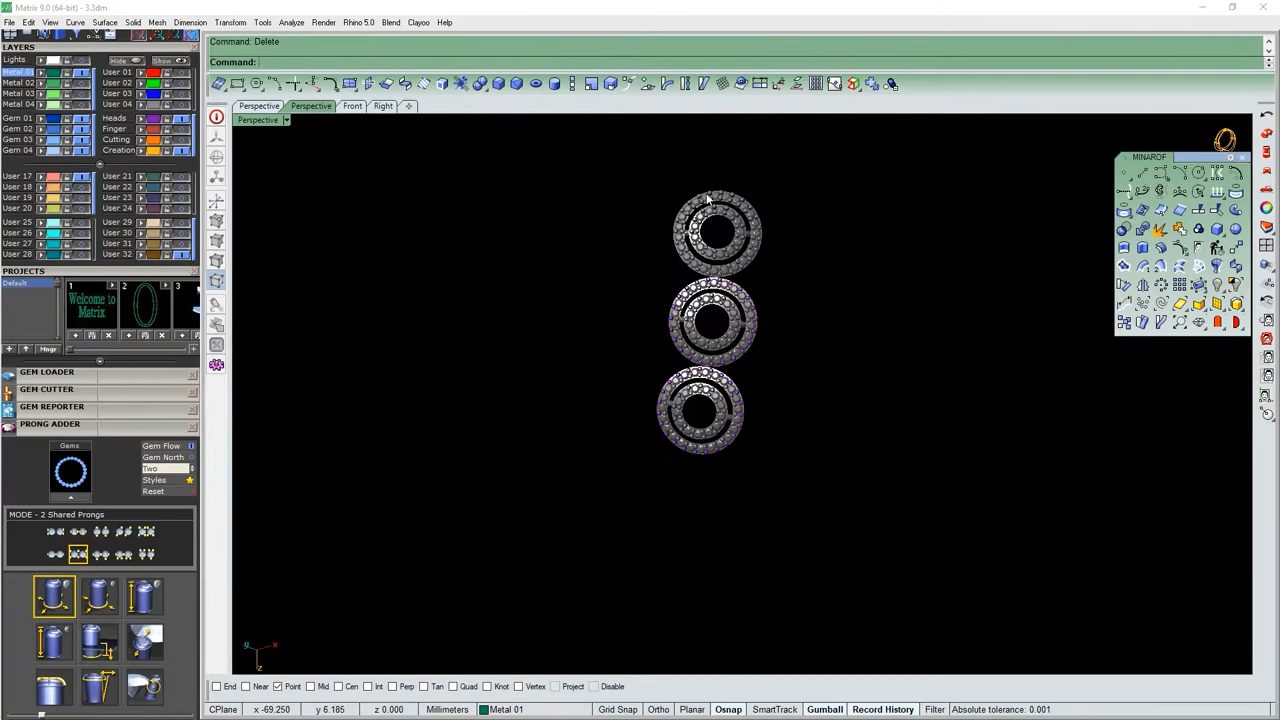 Matrix 9.0 (64-bit) - 3.3dm
File Edit View Curve Surface Solid Mesh Dimension Transform Tools Analyze Render Rhino 5.0 Blend Clayoo Help
Command: Delete
Command:
LAYERS
Lights Hide Show
Metal 01 User 01
Metal 02 User 02
Metal 03 User 03
Metal 04 User 04
Gem 01 Heads
Gem 02 Finger
Gem 03 Cutting
Gem 04 Creation
User 17 User 21
User 18 User 22
User 19 User 23
User 20 User 24
User 25 User 29
User 26 User 30
User 27 User 31
User 28 User 32
PROJECTS
Default
1 2 3
Welcome to Matrix
Mngr
GEM LOADER
GEM CUTTER
GEM REPORTER
PRONG ADDER
Gems
Gem Flow
Gem North
Two
Styles
Reset
MODE - 2 Shared Prongs
Perspective Perspective Front Right
Perspective
MINAROF
y x
z
End Near Point Mid Cen Int Perp Tan Quad Knot Vertex Project Disable
CPlane x -69.250 y 6.185 z 0.000 Millimeters Metal 01 Grid Snap Ortho Planar Osnap SmartTrack Gumball Record History Filter Absolute tolerance: 0.001